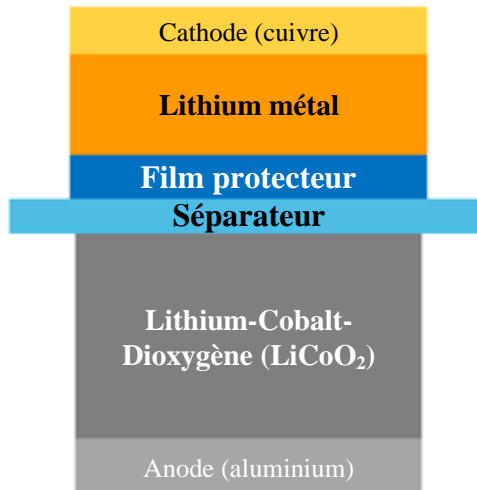 Cathode (cuivre)
Lithium métal
Film protecteur
Séparateur
Lithium-Cobalt-
Dioxygène (LiCoO₂)
Anode (aluminium)